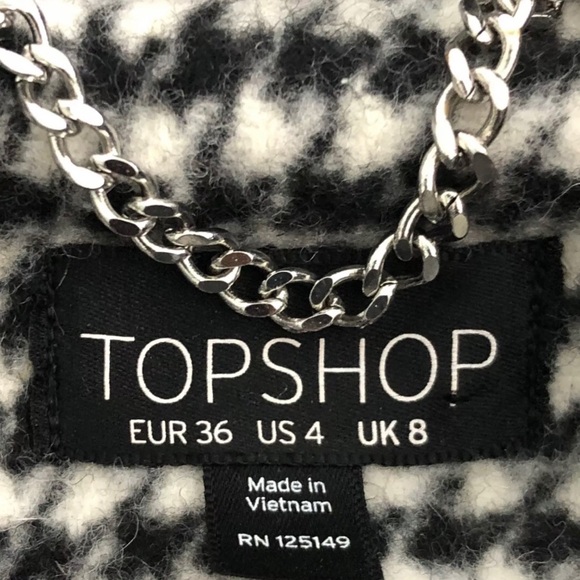 TOPSHOP
EUR 36 US 4 UK 8
Made in
Vietnam
RN 125149